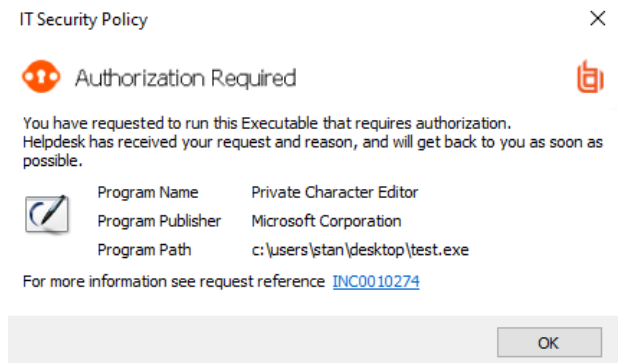 IT Security Policy
Authorization Required
You have requested to run this Executable that requires authorization.
Helpdesk has received your request and reason, and will get back to you as soon as
possible.
Program Name Private Character Editor
Program Publisher Microsoft Corporation
Program Path c:\users\stan\desktop\test.exe
For more information see request reference INC0010274
OK